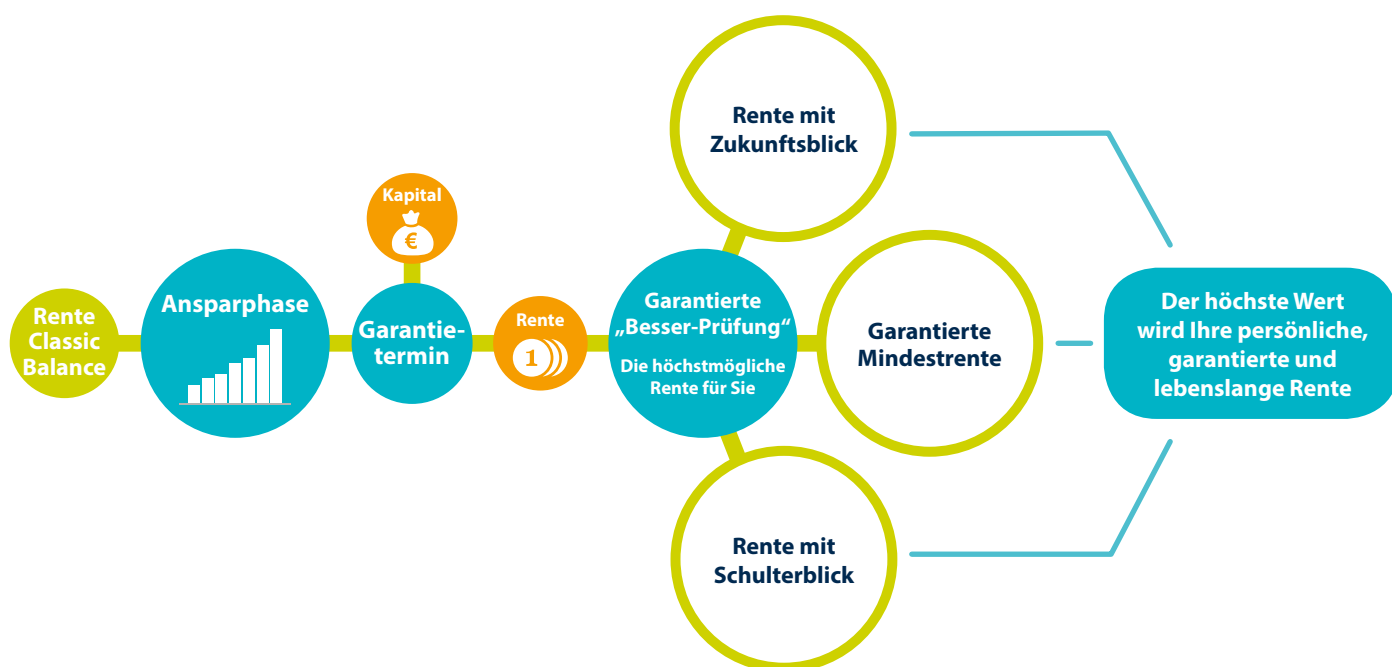 Rente
Classic
Balance
Ansparphase
Kapital
€
Garantie-
termin
Rente
1
Garantierte
„Besser-Prüfung“
Die höchstmögliche
Rente für Sie
Rente mit
Zukunftsblick
Garantierte
Mindestrente
Rente mit
Schulterblick
Der höchste Wert
wird Ihre persönliche,
garantierte und
lebenslange Rente